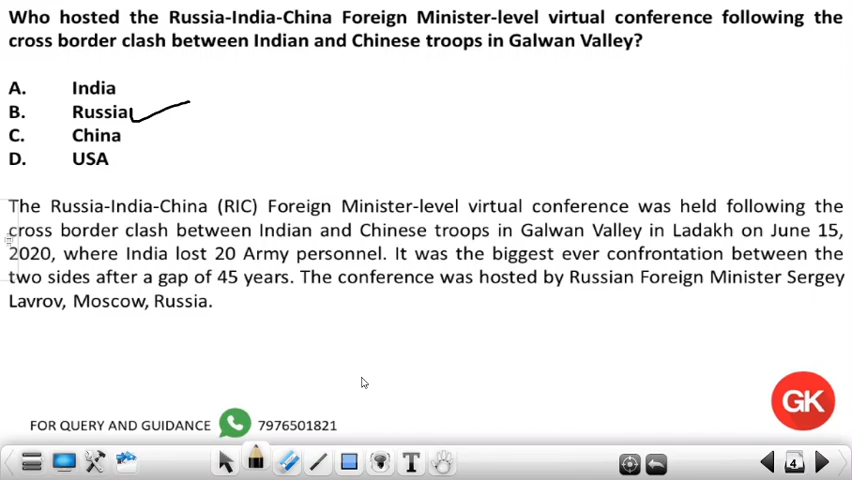 Who hosted the Russia-India-China Foreign Minister-level virtual conference following the
cross border clash between Indian and Chinese troops in Galwan Valley?
A. India
B. Russia
C. China
D. USA
The Russia-India-China (RIC) Foreign Minister-level virtual conference was held following the
cross border clash between Indian and Chinese troops in Galwan Valley in Ladakh on June 15,
2020, where India lost 20 Army personnel. It was the biggest ever confrontation between the
two sides after a gap of 45 years. The conference was hosted by Russian Foreign Minister Sergey
Lavrov, Moscow, Russia.
GK
FOR QUERY AND GUIDANCE 7976501821
T 4